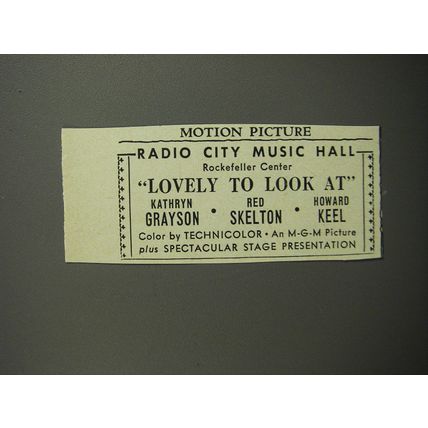 MOTION PICTURE
RADIO CITY MUSIC HALL
Rockefeller Center
"LOVELY TO LOOK AT"
KATHRYN RED HOWARD
GRAYSON • SKELTON • KEEL
Color by TECHNICOLOR • An M-G-M Picture
plus SPECTACULAR STAGE PRESENTATION